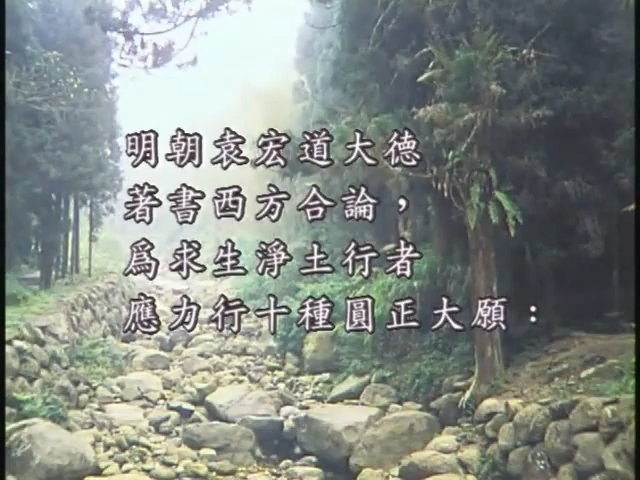 明朝袁宏道大德
著書西方合論，
爲求生淨土行者
應力行十種圓正大願：